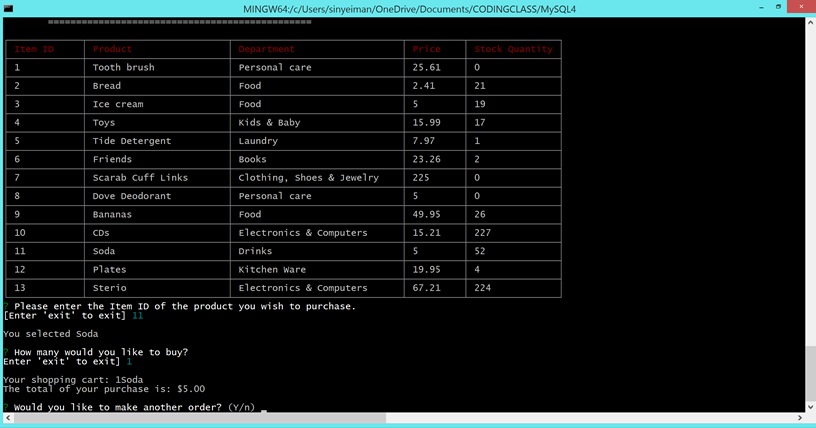 MINGW64:/c/Users/sinyeiman/OneDrive/Documents/CODINGCLASS/MySQL4
===============================================
Item ID Product Department Price Stock Quantity
1 Tooth brush Personal care 25.61 0
2 Bread Food 2.41 21
3 Ice cream Food 5 19
4 Toys Kids & Baby 15.99 17
5 Tide Detergent Laundry 7.97 1
6 Friends Books 23.26 2
7 Scarab Cuff Links Clothing, Shoes & Jewelry 225 0
8 Dove Deodorant Personal care 5 0
9 Bananas Food 49.95 26
10 CDs Electronics & Computers 15.21 227
11 Soda Drinks 5 52
12 Plates Kitchen Ware 19.95 4
13 Sterio Electronics & Computers 67.21 224
? Please enter the Item ID of the product you wish to purchase.
[Enter 'exit' to exit] 11
You selected Soda
? How many would you like to buy?
Enter 'exit' to exit] 1
Your shopping cart: 1Soda
The total of your purchase is: $5.00
? Would you like to make another order? (Y/n) _